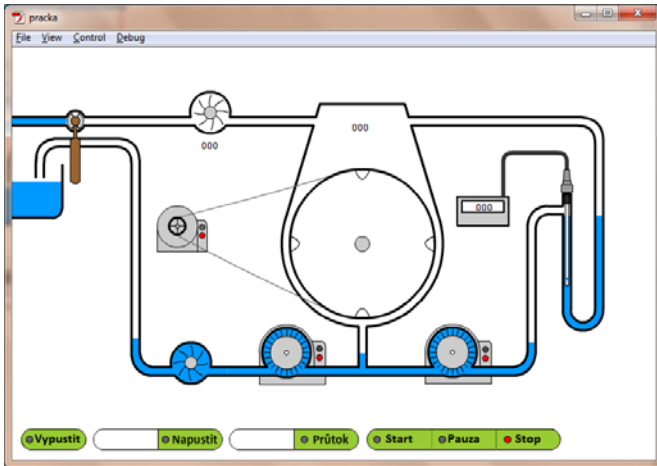 pracka
File View Control Debug
000
000
000
Vypustit
Napustit
Průtok
Start
Pauza
Stop